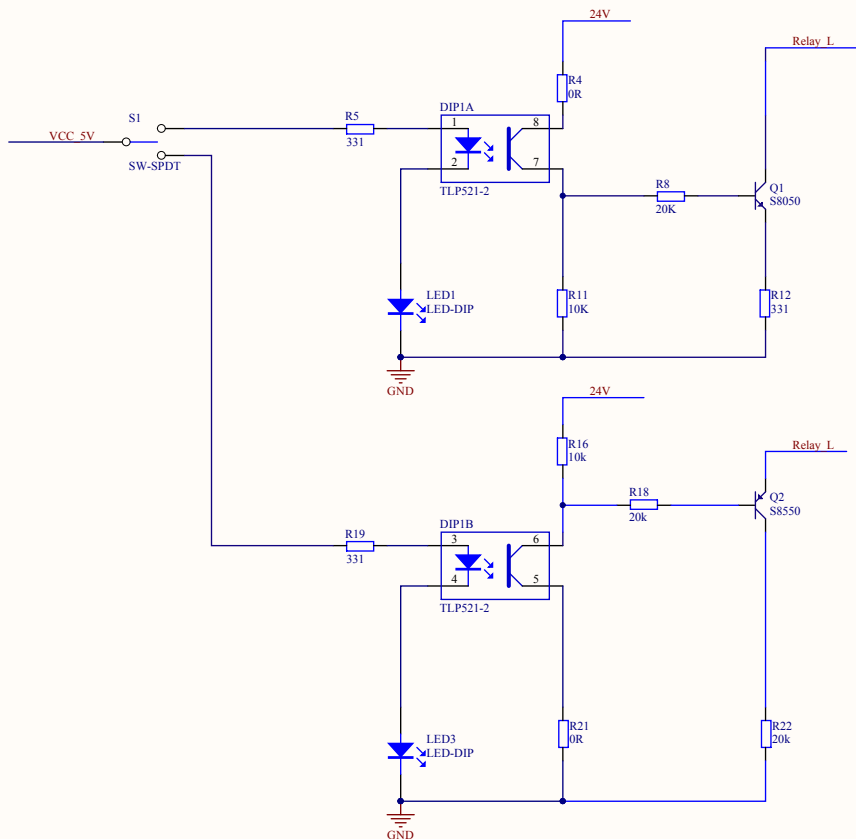 24V
Relay_L
R4
0R
DIP1A
S1
R5
1
8
VCC_5V
331
2
7
SW-SPDT
TLP521-2
R8
Q1
20K
S8050
LED1
LED-DIP
R11
10K
R12
331
GND
24V
R16
10k
Relay_L
R18
20k
Q2
S8550
DIP1B
R19
3
6
331
4
5
TLP521-2
LED3
LED-DIP
R21
0R
R22
20k
GND